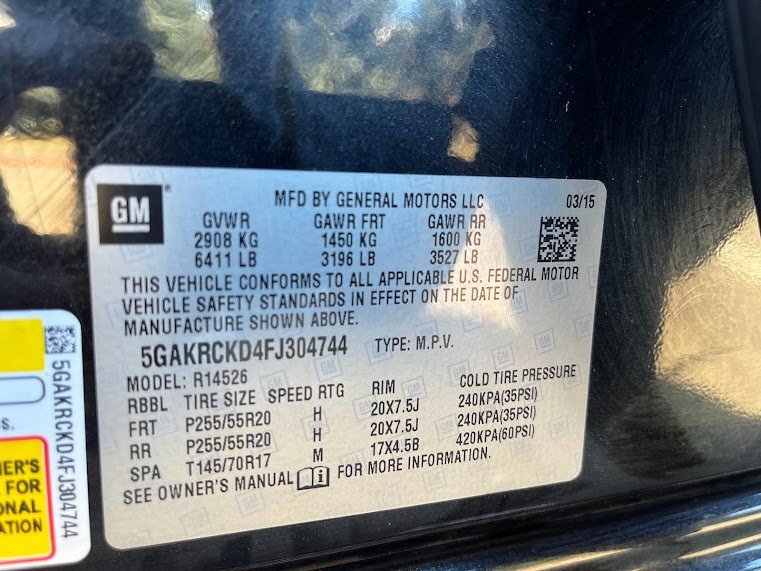 GM
MFD BY GENERAL MOTORS LLC 03/15
GVWR GAWR FRT GAWR RR
2908 KG 1450 KG 1600 KG
6411 LB 3196 LB 3527 LB
THIS VEHICLE CONFORMS TO ALL APPLICABLE U.S. FEDERAL MOTOR
VEHICLE SAFETY STANDARDS IN EFFECT ON THE DATE OF
MANUFACTURE SHOWN ABOVE.
5GAKRCKD4FJ304744 TYPE: M.P.V.
MODEL: R14526
RBBL TIRE SIZE SPEED RTG RIM COLD TIRE PRESSURE
FRT P255/55R20 H 20X7.5J 240KPA(35PSI)
RR P255/55R20 H 20X7.5J 240KPA(35PSI)
SPA T145/70R17 M 17X4.5B 420KPA(60PSI)
SEE OWNER'S MANUAL FOR MORE INFORMATION.
5GAKRCKD4FJ304744
S.
NER'S
FOR
ONAL
ATION